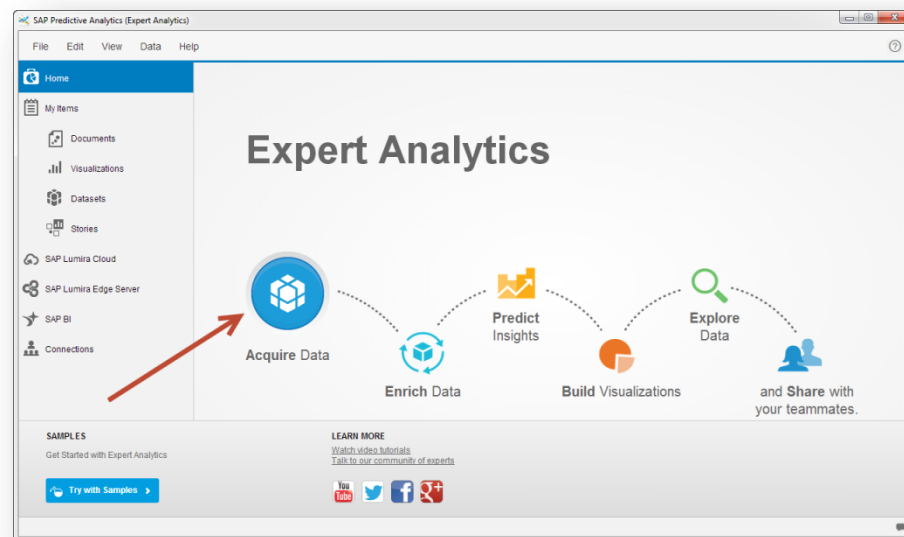 SAP Predictive Analytics (Expert Analytics)
File Edit View Data Help
?
Home
My Items
Documents
Visualizations
Datasets
Stories
SAP Lumira Cloud
SAP Lumira Edge Server
SAP BI
Connections
Expert Analytics
Acquire Data
Enrich Data
Predict
Insights
Build Visualizations
Explore
Data
and Share with
your teammates.
SAMPLES
Get Started with Expert Analytics
Try with Samples
LEARN MORE
Watch video tutorials
Talk to our community of experts
You
Tube
f
g+